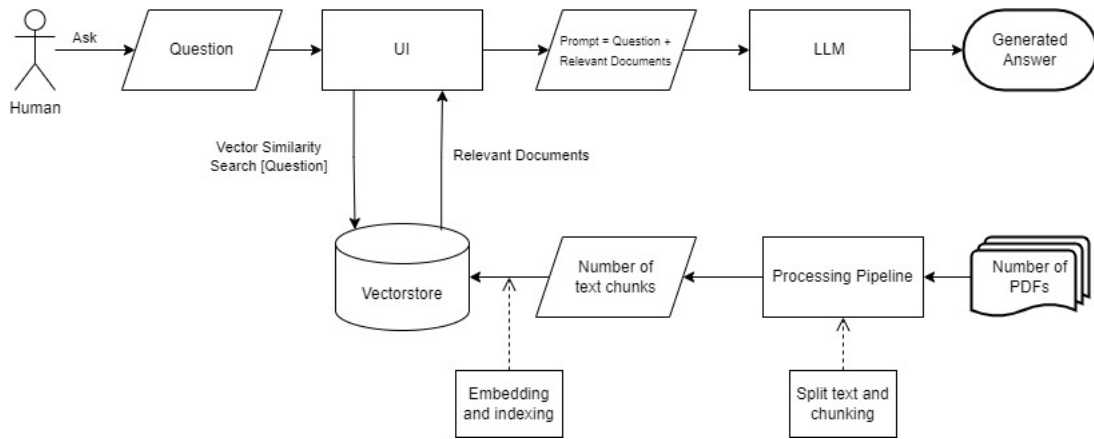 Ask
Question
UI
Prompt = Question +
Relevant Documents
LLM
Generated
Answer
Human
Vector Similarity
Search [Question]
Relevant Documents
Vectorstore
Number of
text chunks
Processing Pipeline
Number of
PDFs
Embedding
and indexing
Split text and
chunking